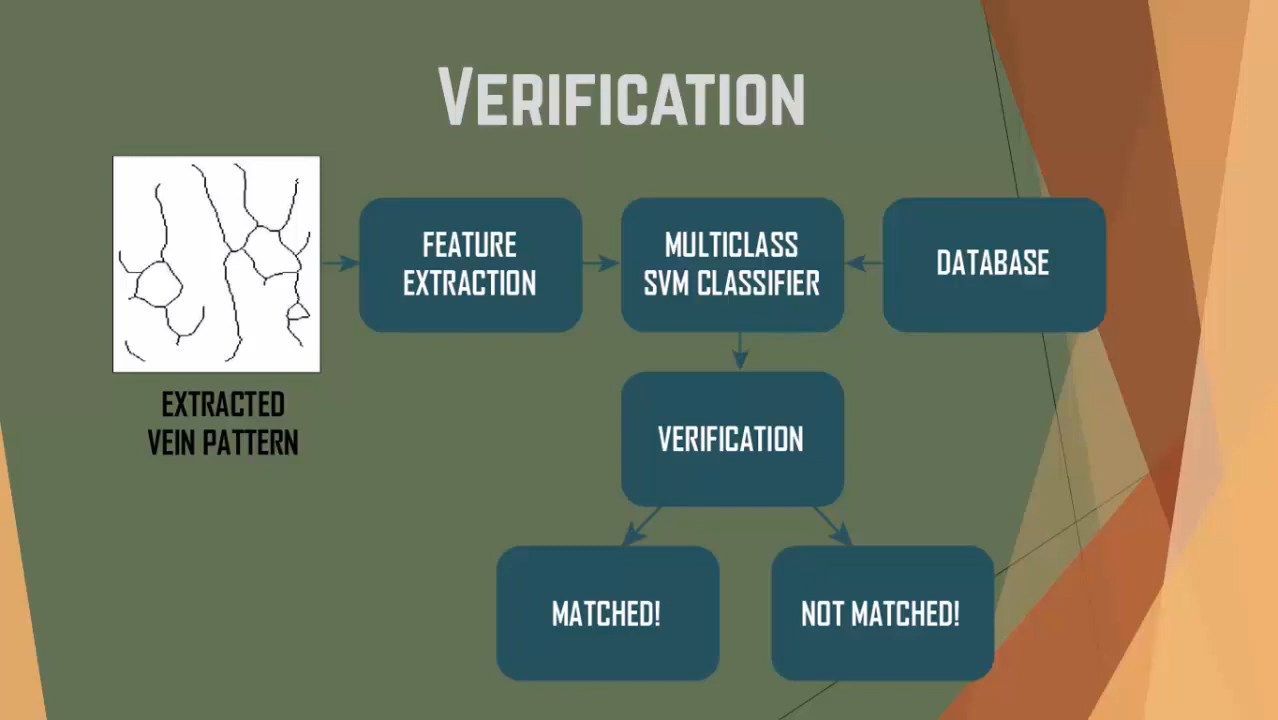 VERIFICATION
FEATURE
EXTRACTION
MULTICLASS
SVM CLASSIFIER
DATABASE
EXTRACTED
VEIN PATTERN
VERIFICATION
MATCHED!
NOT MATCHED!